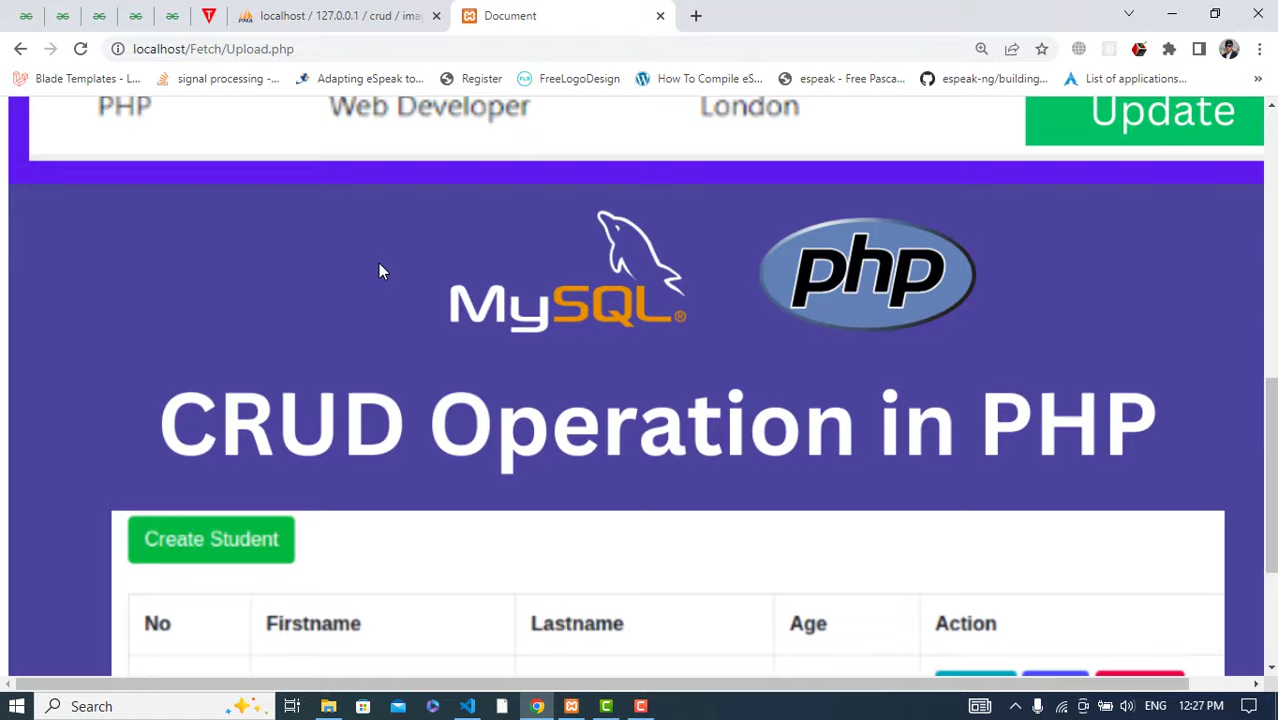 localhost / 127.0.0.1 / crud / ima
Document
localhost/Fetch/Upload.php
Blade Templates - L...
signal processing -...
Adapting eSpeak to...
Register
FreeLogoDesign
How To Compile eS...
espeak - Free Pasca...
espeak-ng/building...
List of applications...
PHP
Web Developer
London
Update
MySQL®
php
CRUD Operation in PHP
Create Student
No
Firstname
Lastname
Age
Action
Search
ENG
12:27 PM